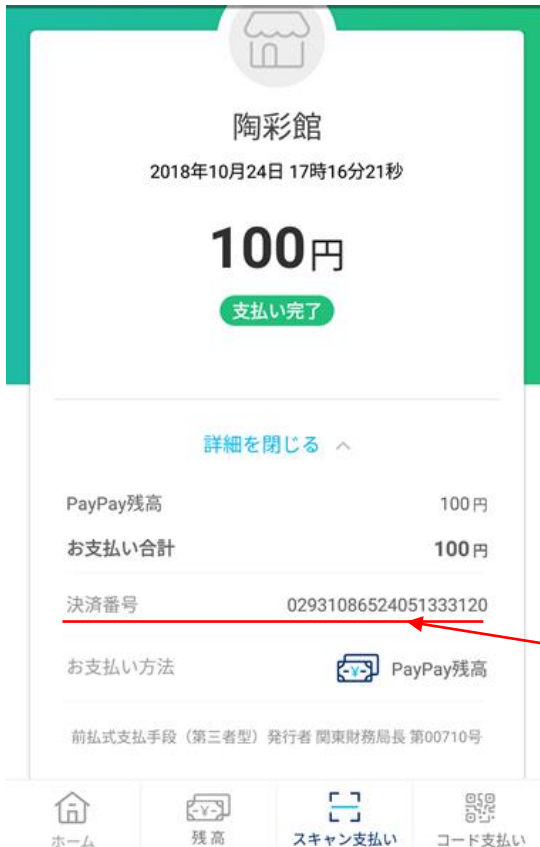 陶彩館
2018年10月24日 17時16分21秒
100円
支払い完了
詳細を閉じる
PayPay残高 100円
お支払い合計 100円
決済番号 02931086524051333120
お支払い方法 PayPay残高
前払式支払手段（第三者型）発行者 関東財務局長 第00710号
ホーム 残高 スキャン支払い コード支払い